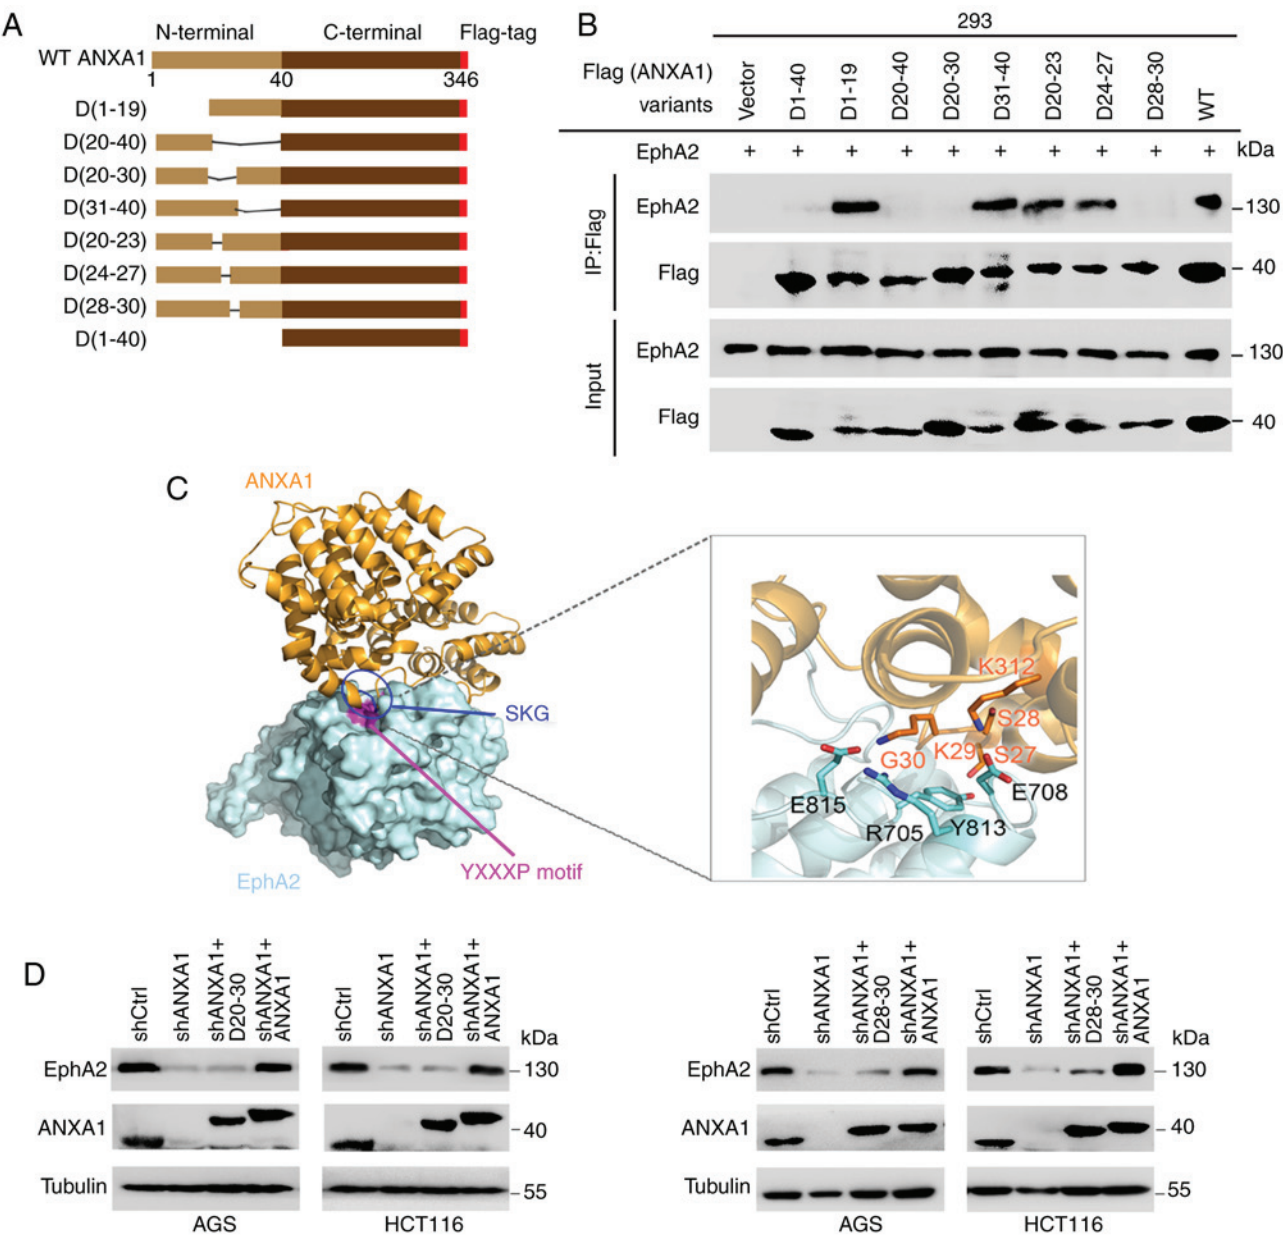 A
N-terminal C-terminal Flag-tag
WT ANXA1
1 40 346
D(1-19)
D(20-40)
D(20-30)
D(31-40)
D(20-23)
D(24-27)
D(28-30)
D(1-40)
B
293
Flag (ANXA1)
variants
Vector
D1-40
D1-19
D20-40
D20-30
D31-40
D20-23
D24-27
D28-30
WT
EphA2 + + + + + + + + + + kDa
IP:Flag
EphA2 130
Flag 40
Input
EphA2 130
Flag 40
C
ANXA1
SKG
YXXXP motif
EphA2
K312
S28
G30 K29 S27
E815 E708
R705 Y813
D
shCtrl
shANXA1
shANXA1+
D20-30
shANXA1+
ANXA1
shCtrl
shANXA1
shANXA1+
D20-30
shANXA1+
ANXA1
kDa
EphA2 130
ANXA1 40
Tubulin 55
AGS HCT116
shCtrl
shANXA1
shANXA1+
D28-30
shANXA1+
ANXA1
shCtrl
shANXA1
shANXA1+
D28-30
shANXA1+
ANXA1
kDa
EphA2 130
ANXA1 40
Tubulin 55
AGS HCT116